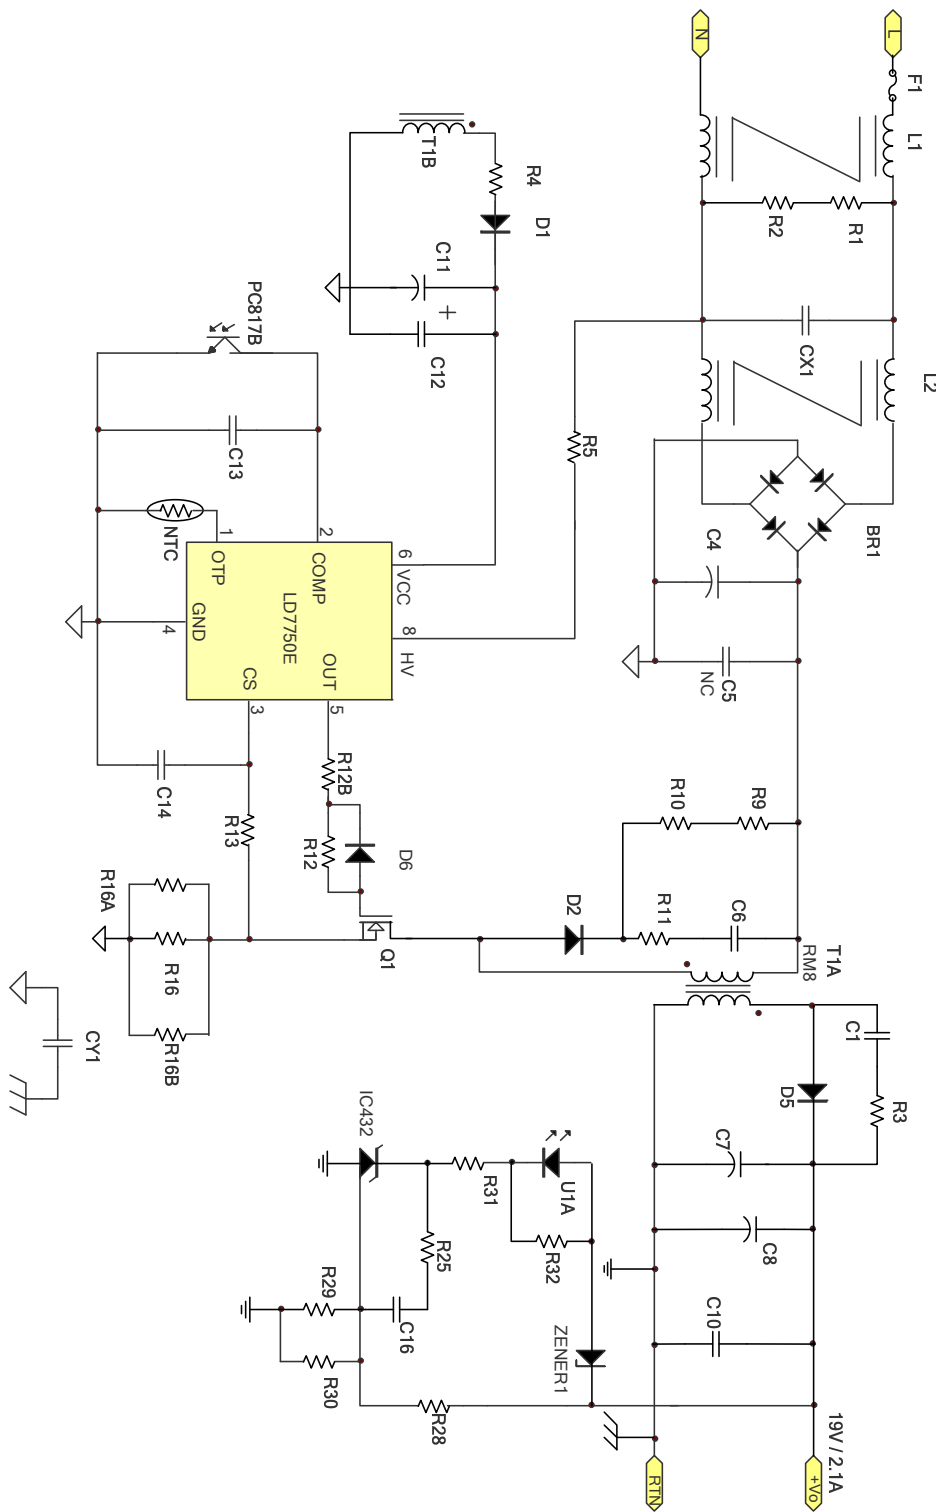 L
N
F1
L1
R2
R1
CX1
L2
BR1
R4
D1
T1B
C11
+
C12
PC817B
C13
NTC
R5
1
OTP
2
COMP
6
VCC
8
HV
LD7750E
4
GND
CS
3
OUT
5
C4
C5
NC
C14
R13
R12B
R12
D6
Q1
R16A
R16
R16B
R9
R10
R11
C6
D2
T1A
RM8
CY1
C1
R3
D5
C7
C8
C10
IC432
R31
U1A
R32
R25
C16
R29
R30
R28
ZENER1
19V / 2.1A
+Vo
RTN